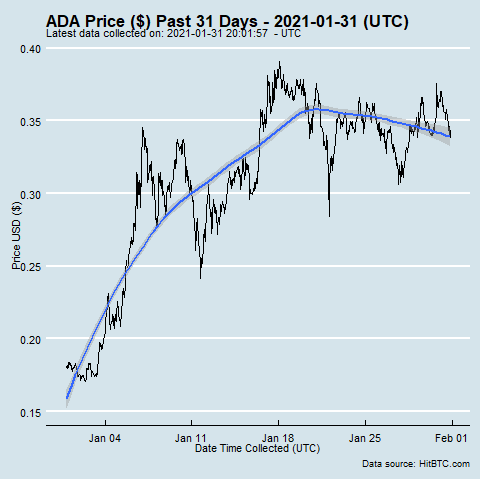 ADA Price ($) Past 31 Days - 2021-01-31 (UTC)
Latest data collected on: 2021-01-31 20:01:57 - UTC
0.40
0.35
0.30
0.25
0.20
0.15
Price USD ($)
Jan 04 Jan 11 Jan 18 Jan 25 Feb 01
Date Time Collected (UTC)
Data source: HitBTC.com